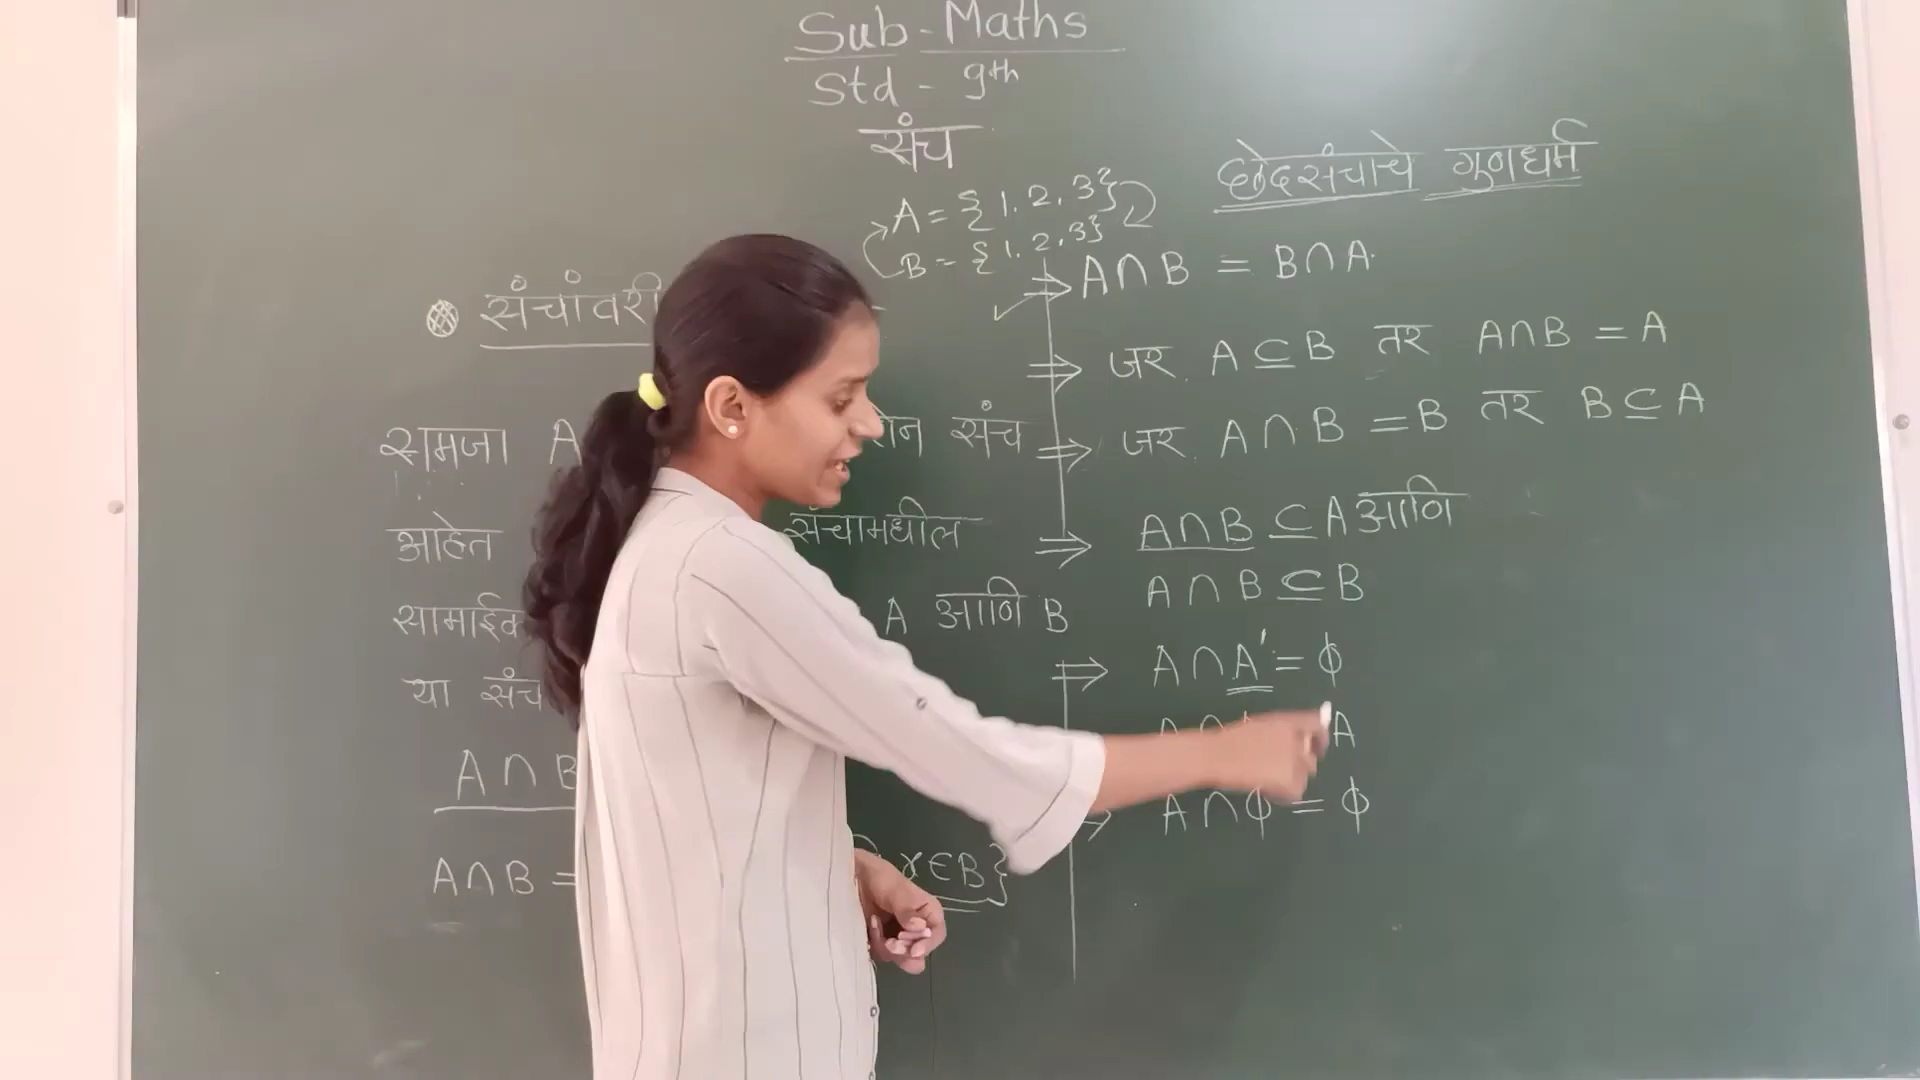 Sub-Maths
Std - 9th
संच
A = {1, 2, 3}
B = {1, 2, 3}
संचांवरी
समजा A
संच
आहेत
संचामधील
A आणि B
या
A ∩ B
A∩B =
x∈B}
छेदसंचाचे गुणधर्म
⇒ A∩B = B∩A.
⇒ जर A ⊆ B तर A∩B = A
⇒ जर A∩B = B तर B ⊆ A
⇒ A∩B ⊆ A आणि
A∩B ⊆ B
⇒ A∩A' = ϕ
A
A∩ϕ = ϕ